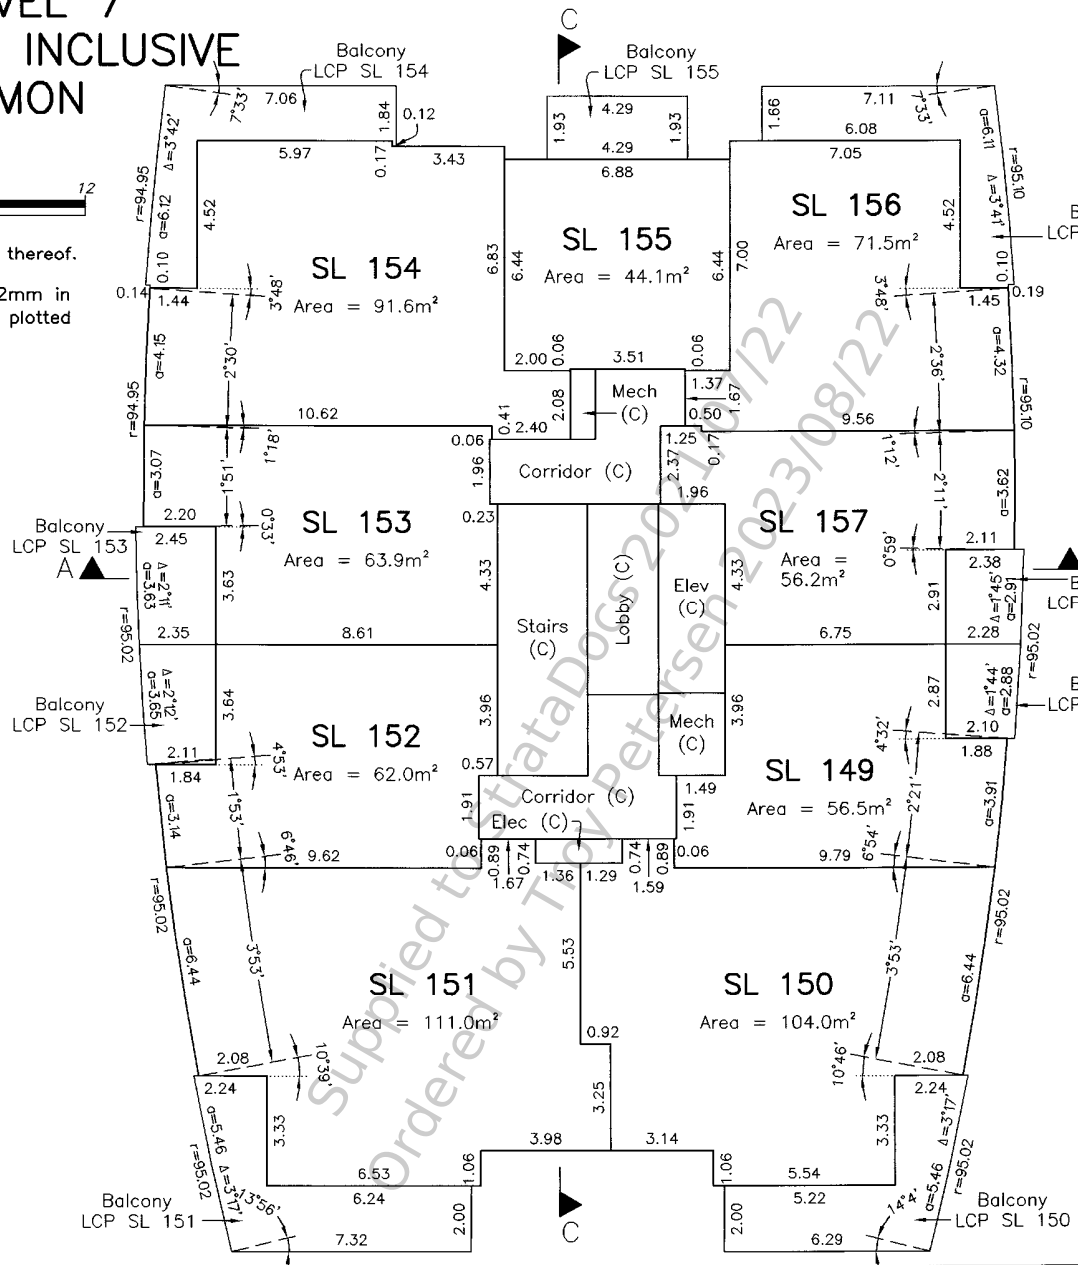 VEL 7
INCLUSIVE
MON
12
thereof.
2mm in
plotted
C
Balcony
LCP SL 154
Balcony
LCP SL 155
7.06
7°33'
1.84
0.12
4.29
1.93
1.93
4.29
6.88
1.66
7.11
7°33'
6.08
7.05
Δ=3°42'
r=94.95
a=6.12
0.10
5.97
0.17
3.43
4.52
6.83
6.44
6.44
7.00
4.52
a=6.11
r=95.10
Δ=3°41'
0.10
B
LCP
SL 154
Area = 91.6m²
SL 155
Area = 44.1m²
SL 156
Area = 71.5m²
0.14
1.44
3°48'
3°48'
1.45
0.19
a=4.15
r=94.95
2°30'
2.00
0.06
3.51
0.06
2°36'
a=4.32
r=95.10
Mech
(C)
1.37
1.67
0.50
2.08
10.62
0.41
2.40
9.56
0.06
1.25
0.17
1°18'
1°12'
a=3.07
1°51'
1.96
Corridor (C)
2.37
1.96
2°11'
a=3.62
SL 153
Area = 63.9m²
SL 157
Area =
56.2m²
0.23
2.20
0°33'
0°59'
2.11
Balcony
LCP SL 153
A
2.45
2.38
Δ=2°11'
a=3.63
r=95.02
3.63
4.33
Stairs
(C)
Lobby (C)
Elev
(C)
4.33
2.91
Δ=1°45'
a=2.91
r=95.02
B
LCP
2.35
8.61
6.75
2.28
Balcony
LCP SL 152
Δ=2°12'
a=3.65
3.64
3.96
Mech
(C)
3.96
2.87
Δ=1°44'
a=2.88
B
LCP
SL 152
Area = 62.0m²
SL 149
Area = 56.5m²
2.11
4°53'
4°32'
2.10
1.84
1.88
0.57
1.49
a=3.14
1°53'
1.91
Corridor (C)
Elec (C)
1.91
2°21'
a=3.91
6°46'
6°54'
9.62
0.06
0.89
0.74
1.67
1.36
1.29
0.74
0.89
1.59
0.06
9.79
r=95.02
r=95.02
a=6.44
3°53'
5.53
3°53'
a=6.44
SL 151
Area = 111.0m²
SL 150
Area = 104.0m²
0.92
2.08
10°39'
10°46'
2.08
2.24
2.24
3.25
3.33
3.33
a=5.46
Δ=3°17'
r=95.02
Δ=3°17'
a=5.46
r=95.02
3.98
3.14
1.06
1.06
6.53
5.54
6.24
5.22
13°56'
14°4'
2.00
2.00
7.32
6.29
Balcony
LCP SL 151
Balcony
LCP SL 150
C
Supplied to StrataDocs 2021/07/22
Ordered by Troy Petersen 2023/08/22